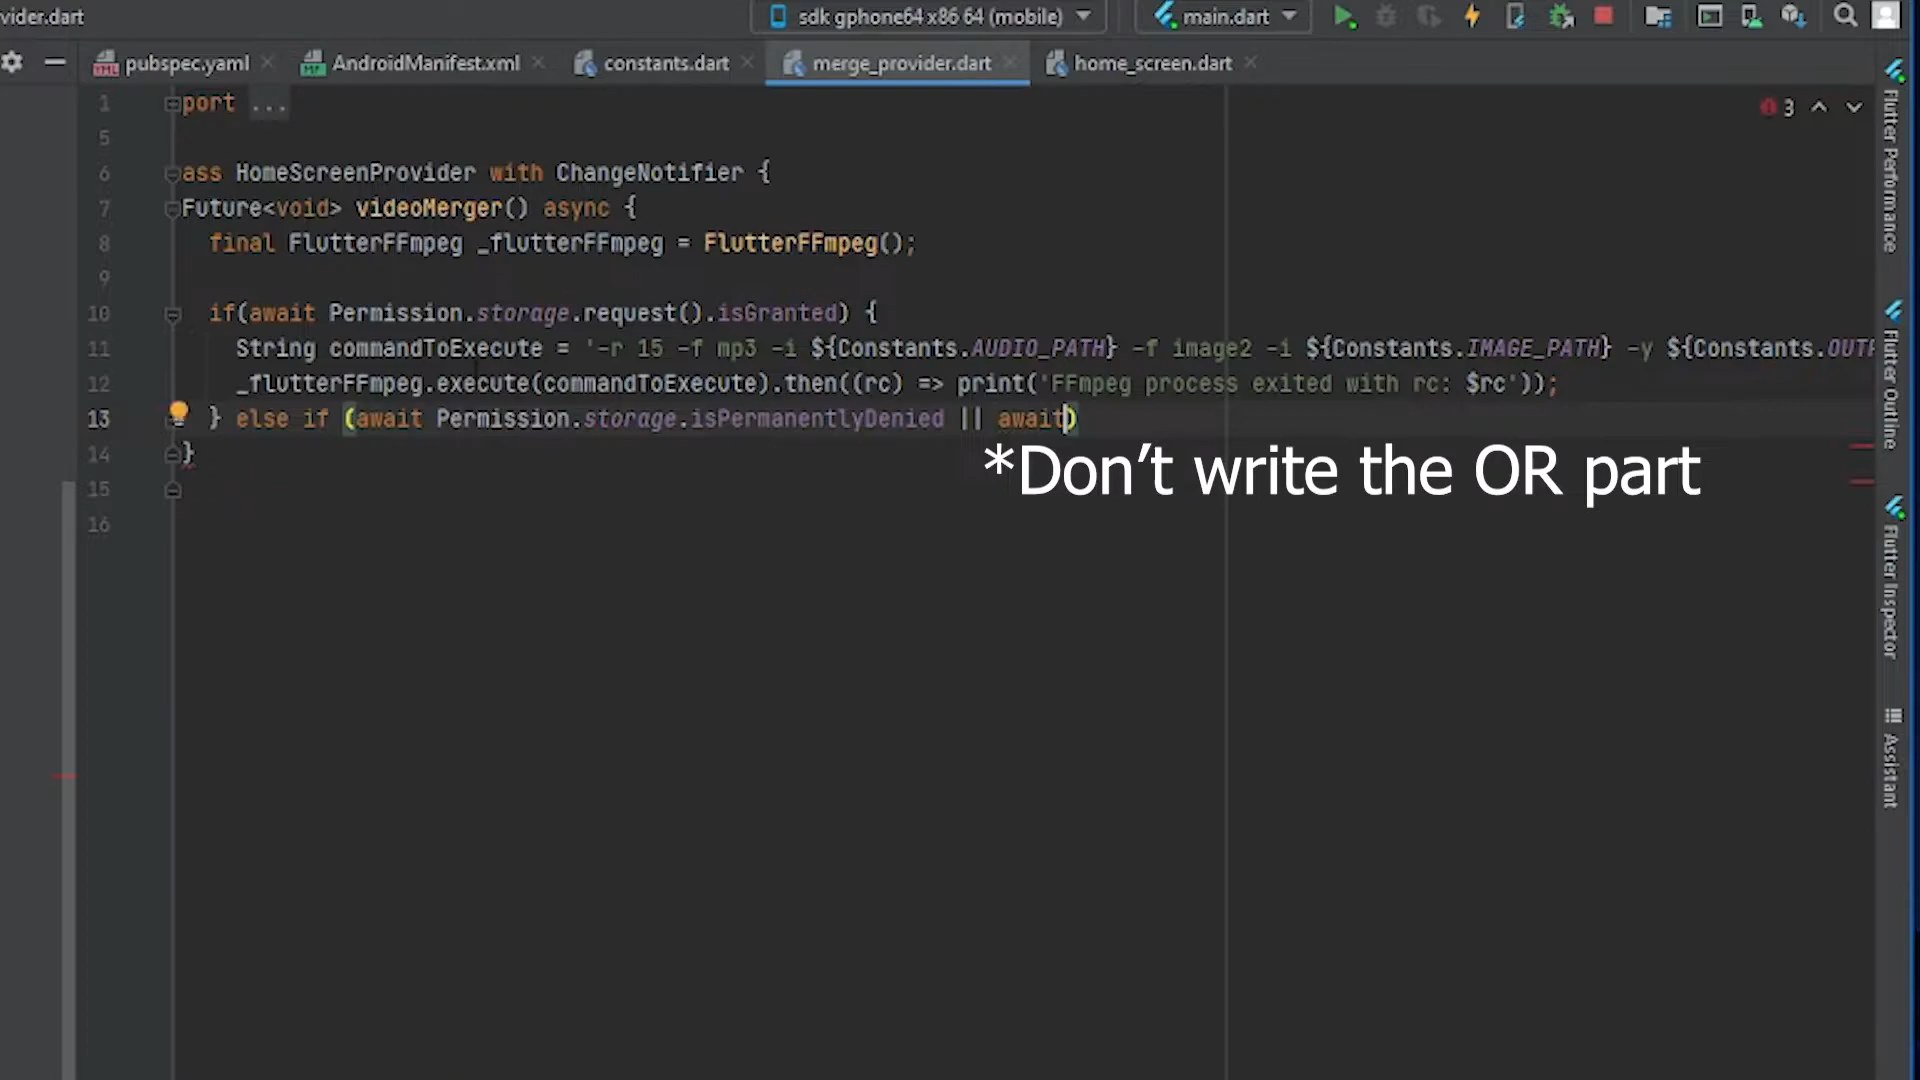 vider.dart
sdk gphone64 x86 64 (mobile)
main.dart
pubspec.yaml
AndroidManifest.xml
constants.dart
merge_provider.dart
home_screen.dart
1 port ...
3
5
6 ass HomeScreenProvider with ChangeNotifier {
7 Future<void> videoMerger() async {
8 final FlutterFFmpeg _flutterFFmpeg = FlutterFFmpeg();
9
10 if(await Permission.storage.request().isGranted) {
11 String commandToExecute = '-r 15 -f mp3 -i ${Constants.AUDIO_PATH} -f image2 -i ${Constants.IMAGE_PATH} -y ${Constants.OUTP
12 _flutterFFmpeg.execute(commandToExecute).then((rc) => print('FFmpeg process exited with rc: $rc'));
13 } else if (await Permission.storage.isPermanentlyDenied || await)
14 }
*Don't write the OR part
15
16
Flutter Performance
Flutter Outline
Flutter Inspector
Assistant